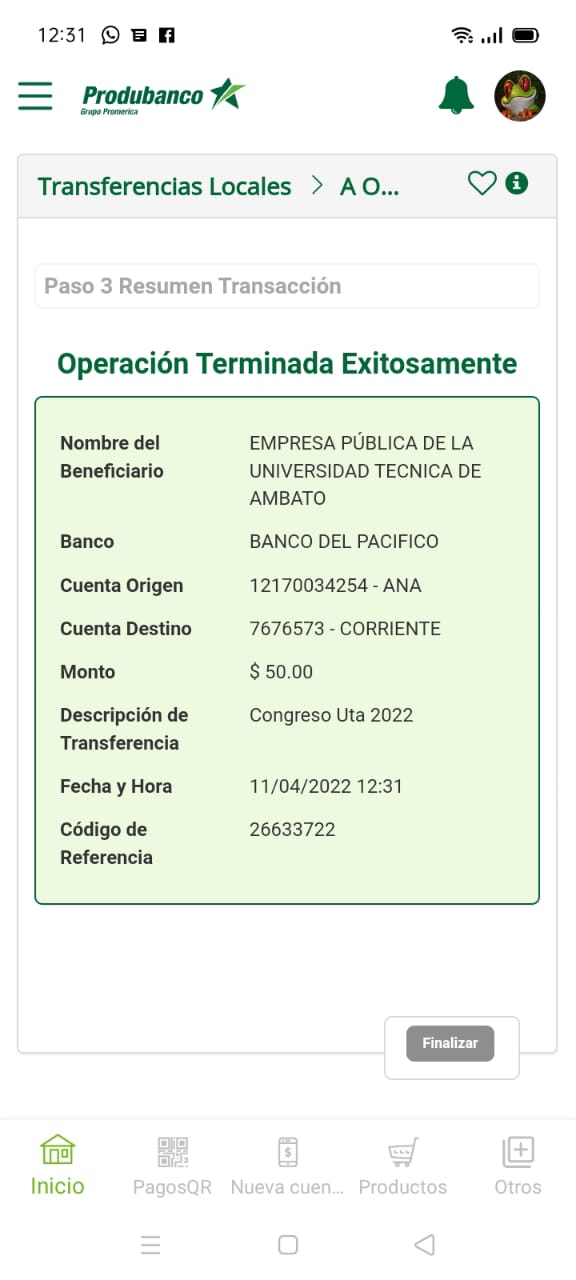 12:31
Produbanco
Grupo Promerica
Transferencias Locales > A O...
Paso 3 Resumen Transacción
Operación Terminada Exitosamente
Nombre del Beneficiario EMPRESA PÚBLICA DE LA UNIVERSIDAD TECNICA DE AMBATO
Banco BANCO DEL PACIFICO
Cuenta Origen 12170034254 - ANA
Cuenta Destino 7676573 - CORRIENTE
Monto $ 50.00
Descripción de Transferencia Congreso Uta 2022
Fecha y Hora 11/04/2022 12:31
Código de Referencia 26633722
Finalizar
Inicio PagosQR Nueva cuen... Productos Otros